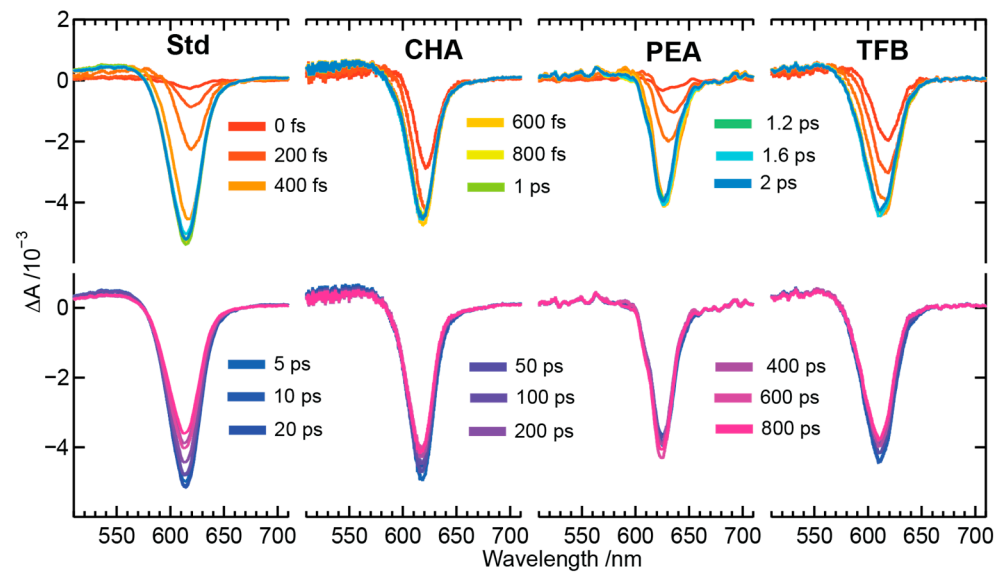 Std
CHA
PEA
TFB
2
0
−2
−4
0 fs
200 fs
400 fs
600 fs
800 fs
1 ps
1.2 ps
1.6 ps
2 ps
ΔA /10⁻³
0
−2
−4
5 ps
10 ps
20 ps
50 ps
100 ps
200 ps
400 ps
600 ps
800 ps
550 600 650 700 550 600 650 700 550 600 650 700 550 600 650 700
Wavelength /nm